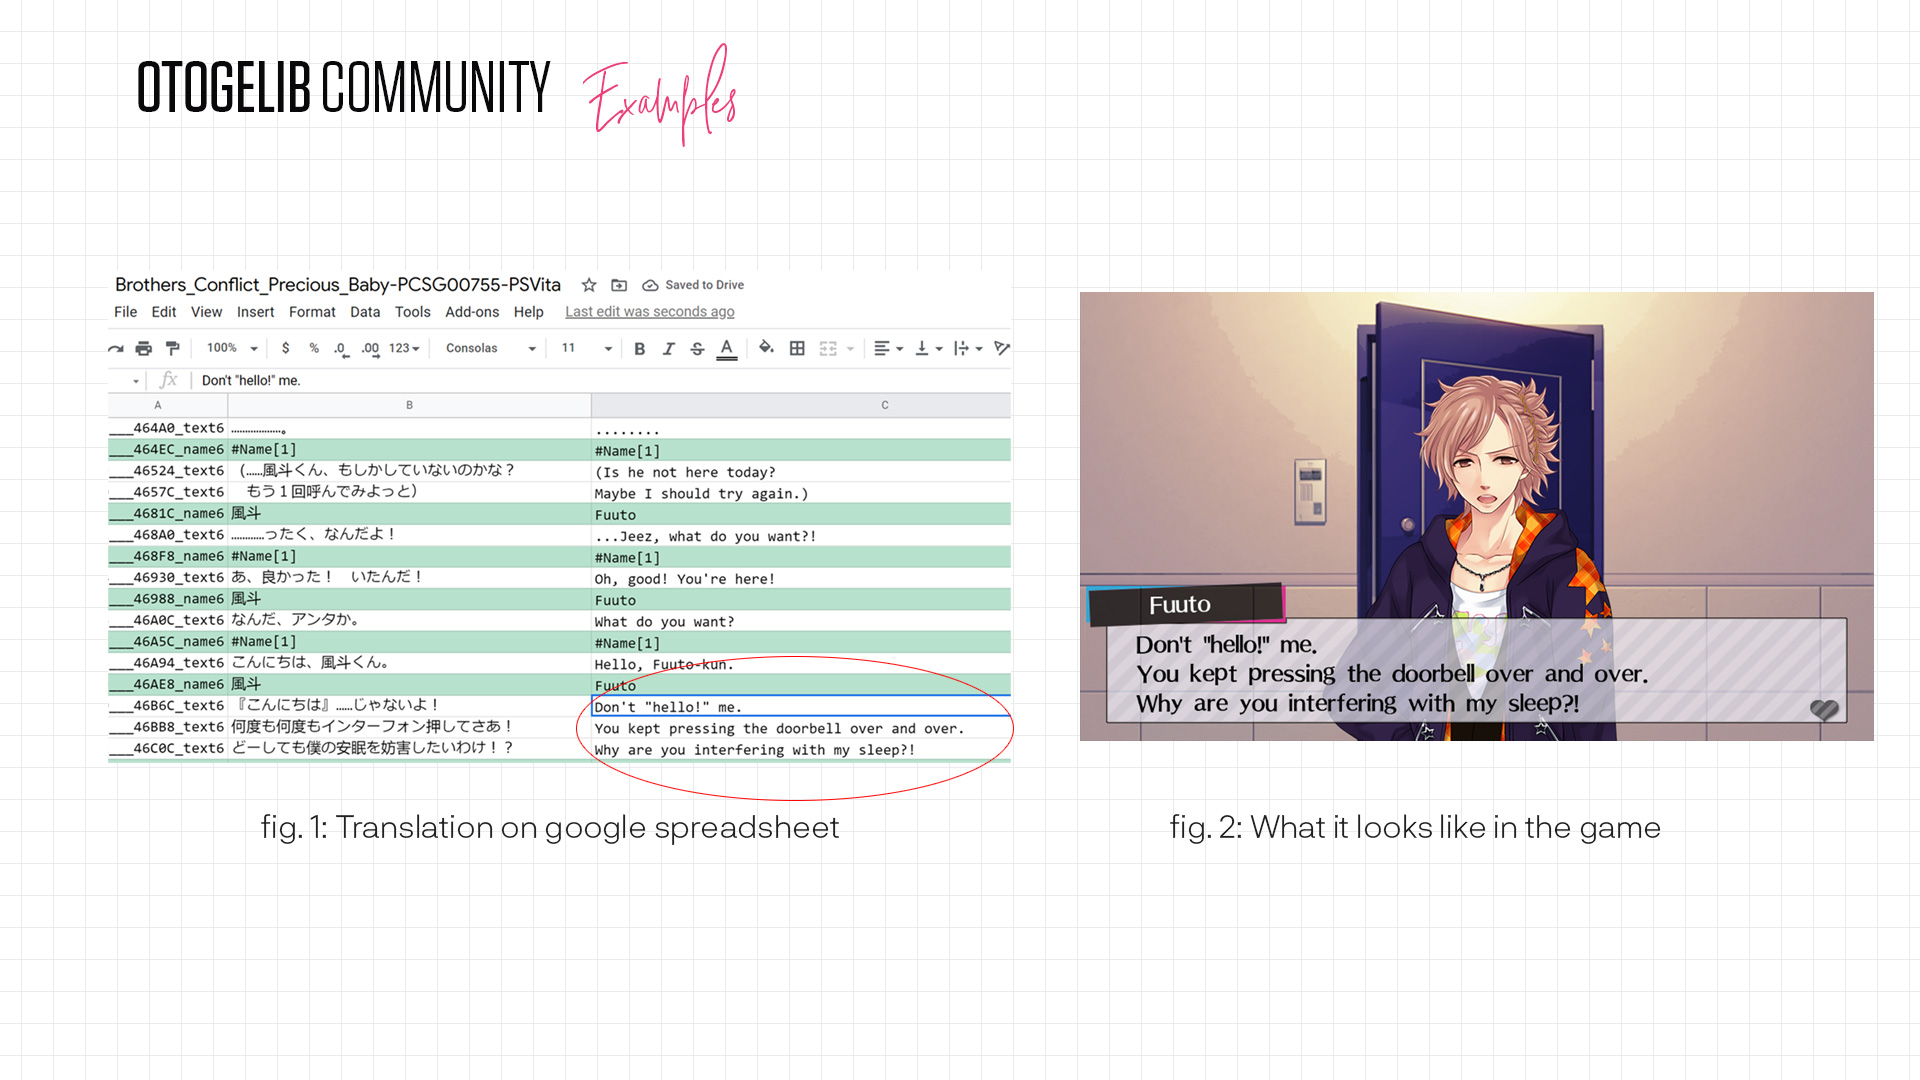 OTOGELIB COMMUNITY Examples
Brothers_Conflict_Precious_Baby-PCSG00755-PSVita Saved to Drive
File Edit View Insert Format Data Tools Add-ons Help Last edit was seconds ago
100% $ % .0 .00 123 Consolas 11 B I S A
fx Don't "hello!" me.
A B C
___464A0_text6 ………………。 ........
___464EC_name6 #Name[1] #Name[1]
___46524_text6 (……風斗くん、もしかしていないのかな？ (Is he not here today?
___4657C_text6 もう１回呼んでみよっと) Maybe I should try again.)
___4681C_name6 風斗 Fuuto
___468A0_text6 …………ったく、なんだよ！ ...Jeez, what do you want?!
___468F8_name6 #Name[1] #Name[1]
___46930_text6 あ、良かった！　いたんだ！ Oh, good! You're here!
___46988_name6 風斗 Fuuto
___46A0C_text6 なんだ、アンタか。 What do you want?
___46A5C_name6 #Name[1] #Name[1]
___46A94_text6 こんにちは、風斗くん。 Hello, Fuuto-kun.
___46AE8_name6 風斗 Fuuto
___46B6C_text6 『こんにちは』……じゃないよ！ Don't "hello!" me.
___46BB8_text6 何度も何度もインターフォン押してさあ！ You kept pressing the doorbell over and over.
___46C0C_text6 どーしても僕の安眠を妨害したいわけ！？ Why are you interfering with my sleep?!
fig. 1: Translation on google spreadsheet
Fuuto
Don't "hello!" me.
You kept pressing the doorbell over and over.
Why are you interfering with my sleep?!
fig. 2: What it looks like in the game